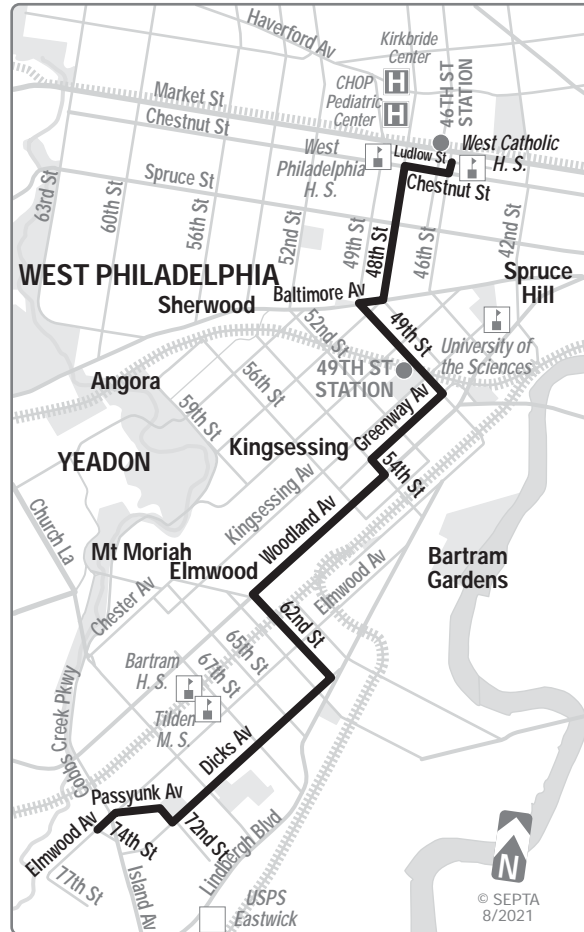 Haverford Av
Kirkbride
Center
CHOP
Pediatric
Center
H
H
46TH ST
STATION
Market St
Chestnut St
West
Philadelphia
H. S.
Ludlow St
West Catholic
H. S.
Chestnut St
Spruce St
63rd St
60th St
56th St
52nd St
49th St
48th St
46th St
42nd St
WEST PHILADELPHIA
Sherwood
Baltimore Av
Spruce
Hill
52nd St
49th St
University of
the Sciences
Angora
56th St
49TH ST
STATION
59th St
Greenway Av
Kingsessing
YEADON
54th St
Kingsessing Av
Church La
Woodland Av
Mt Moriah
Elmwood
Bartram
Gardens
Chester Av
Elmwood Av
62nd St
65th St
Bartram
H. S.
67th St
Tilden
M. S.
Cobbs Creek Pkwy
Dicks Av
Passyunk Av
Elmwood Av
74th St
72nd St
Lindbergh Blvd
77th St
Island Av
USPS
Eastwick
N
© SEPTA
8/2021